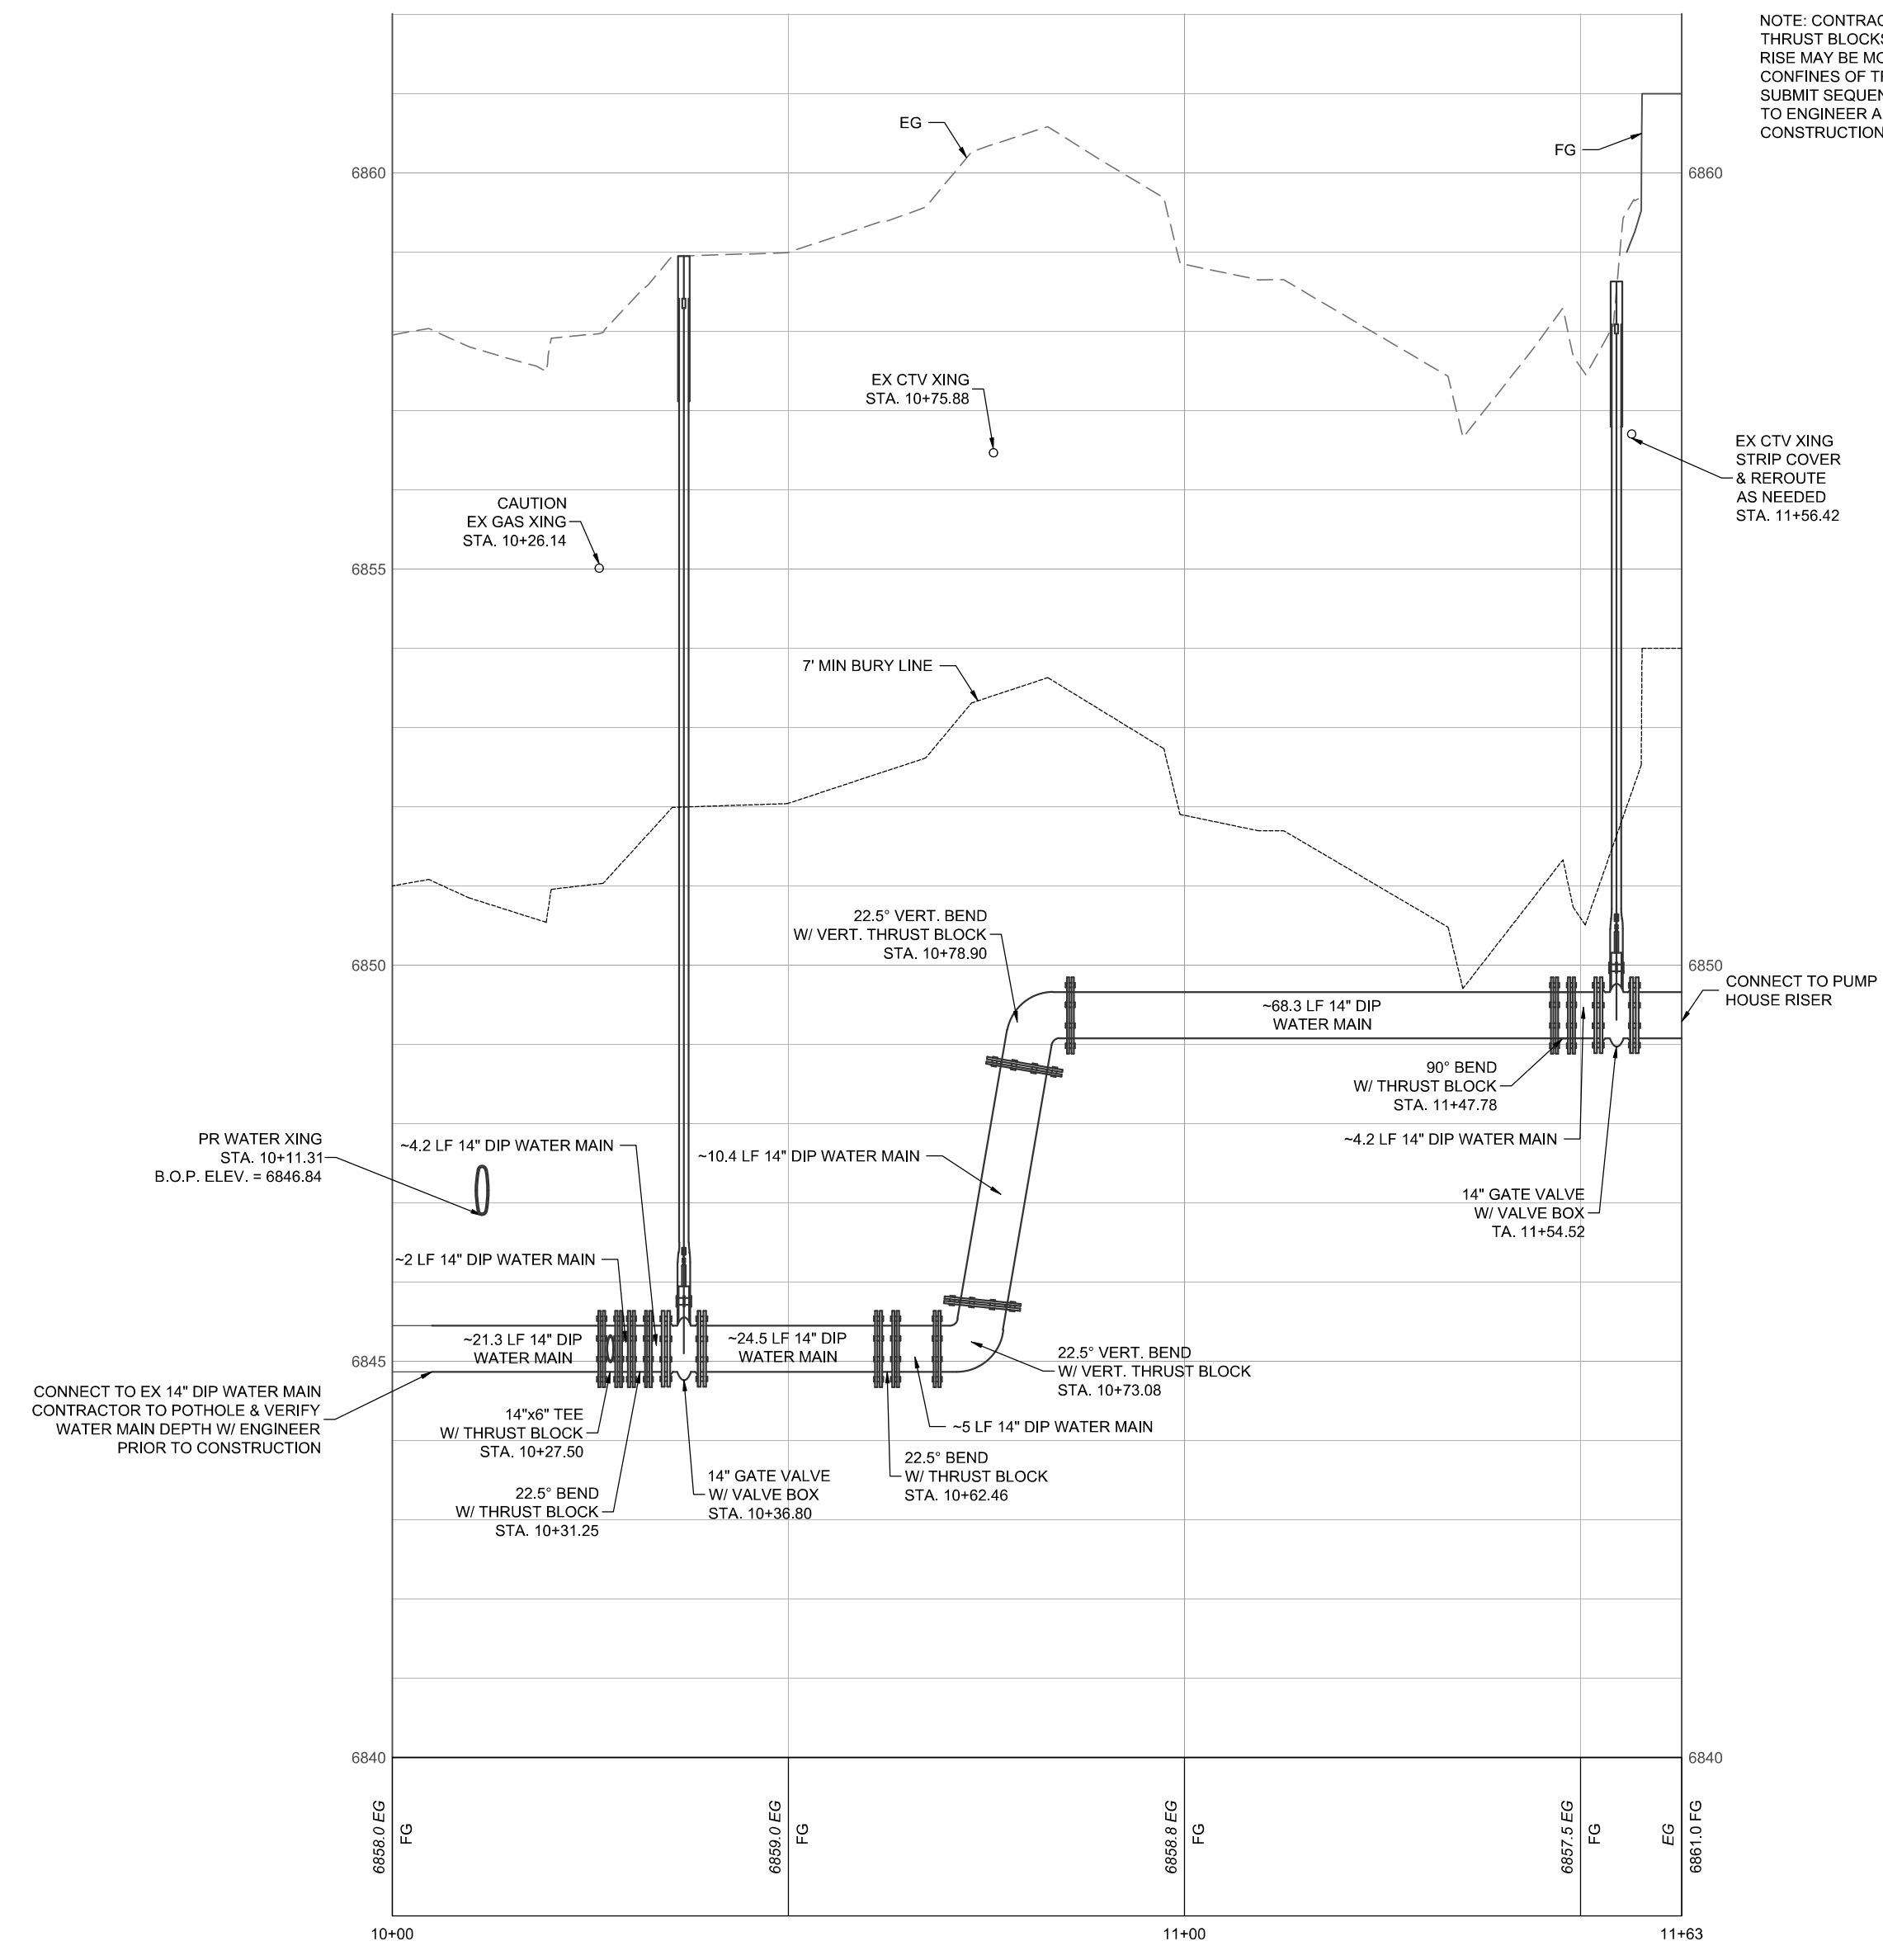 NOTE: CONTRAC
THRUST BLOCKS
RISE MAY BE MO
CONFINES OF T
SUBMIT SEQUEN
TO ENGINEER A
CONSTRUCTION
EG
FG
6860
6860
EX CTV XING
STA. 10+75.88
EX CTV XING
STRIP COVER
& REROUTE
AS NEEDED
STA. 11+56.42
CAUTION
EX GAS XING
STA. 10+26.14
6855
7' MIN BURY LINE
22.5° VERT. BEND
W/ VERT. THRUST BLOCK
STA. 10+78.90
6850
6850
CONNECT TO PUMP
HOUSE RISER
~68.3 LF 14" DIP
WATER MAIN
90° BEND
W/ THRUST BLOCK
STA. 11+47.78
~4.2 LF 14" DIP WATER MAIN
PR WATER XING
STA. 10+11.31
B.O.P. ELEV. = 6846.84
~4.2 LF 14" DIP WATER MAIN
~10.4 LF 14" DIP WATER MAIN
14" GATE VALVE
W/ VALVE BOX
TA. 11+54.52
~2 LF 14" DIP WATER MAIN
~21.3 LF 14" DIP
WATER MAIN
~24.5 LF 14" DIP
WATER MAIN
6845
22.5° VERT. BEND
W/ VERT. THRUST BLOCK
STA. 10+73.08
CONNECT TO EX 14" DIP WATER MAIN
CONTRACTOR TO POTHOLE & VERIFY
WATER MAIN DEPTH W/ ENGINEER
PRIOR TO CONSTRUCTION
14"x6" TEE
W/ THRUST BLOCK
STA. 10+27.50
~5 LF 14" DIP WATER MAIN
22.5° BEND
W/ THRUST BLOCK
STA. 10+62.46
14" GATE VALVE
W/ VALVE BOX
STA. 10+36.80
22.5° BEND
W/ THRUST BLOCK
STA. 10+31.25
6840
6840
6858.0 EG
FG
6859.0 EG
FG
6858.8 EG
FG
6857.5 EG
FG
EG
6861.0 FG
10+00
11+00
11+63